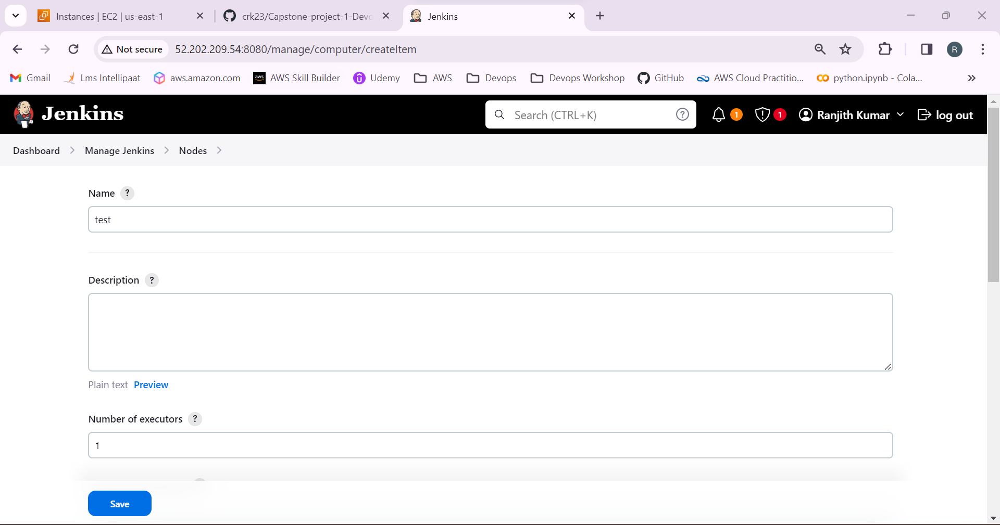 Instances | EC2 | us-east-1
crk23/Capstone-project-1-Devo
Jenkins
Not secure
52.202.209.54:8080/manage/computer/createItem
R
Gmail
Lms Intellipaat
aws.amazon.com
aws
AWS Skill Builder
Udemy
AWS
Devops
Devops Workshop
GitHub
AWS Cloud Practitio...
python.ipynb - Cola...
Jenkins
Search (CTRL+K)
?
1
1
Ranjith Kumar
log out
Dashboard
Manage Jenkins
Nodes
Name ?
test
Description ?
Plain text Preview
Number of executors ?
1
Save